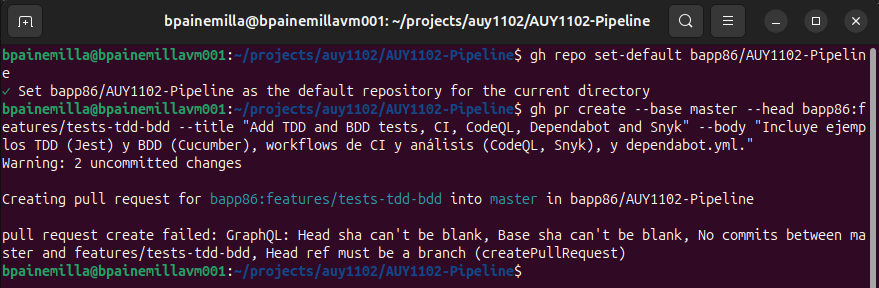 bpainemilla@bpainemillavm001: ~/projects/auy1102/AUY1102-Pipeline
bpainemilla@bpainemillavm001:~/projects/auy1102/AUY1102-Pipeline$ gh repo set-default bapp86/AUY1102-Pipelin
e
✓ Set bapp86/AUY1102-Pipeline as the default repository for the current directory
bpainemilla@bpainemillavm001:~/projects/auy1102/AUY1102-Pipeline$ gh pr create --base master --head bapp86:f
eatures/tests-tdd-bdd --title "Add TDD and BDD tests, CI, CodeQL, Dependabot and Snyk" --body "Incluye ejemp
los TDD (Jest) y BDD (Cucumber), workflows de CI y análisis (CodeQL, Snyk), y dependabot.yml."
Warning: 2 uncommitted changes
Creating pull request for bapp86:features/tests-tdd-bdd into master in bapp86/AUY1102-Pipeline
pull request create failed: GraphQL: Head sha can't be blank, Base sha can't be blank, No commits between ma
ster and features/tests-tdd-bdd, Head ref must be a branch (createPullRequest)
bpainemilla@bpainemillavm001:~/projects/auy1102/AUY1102-Pipeline$